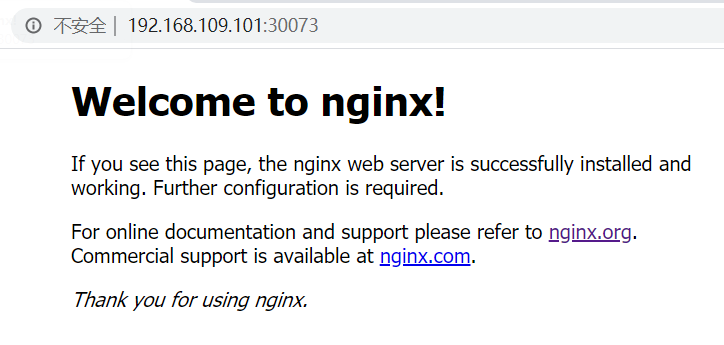 不安全 | 192.168.109.101:30073
Welcome to nginx!
If you see this page, the nginx web server is successfully installed and
working. Further configuration is required.
For online documentation and support please refer to nginx.org.
Commercial support is available at nginx.com.
Thank you for using nginx.